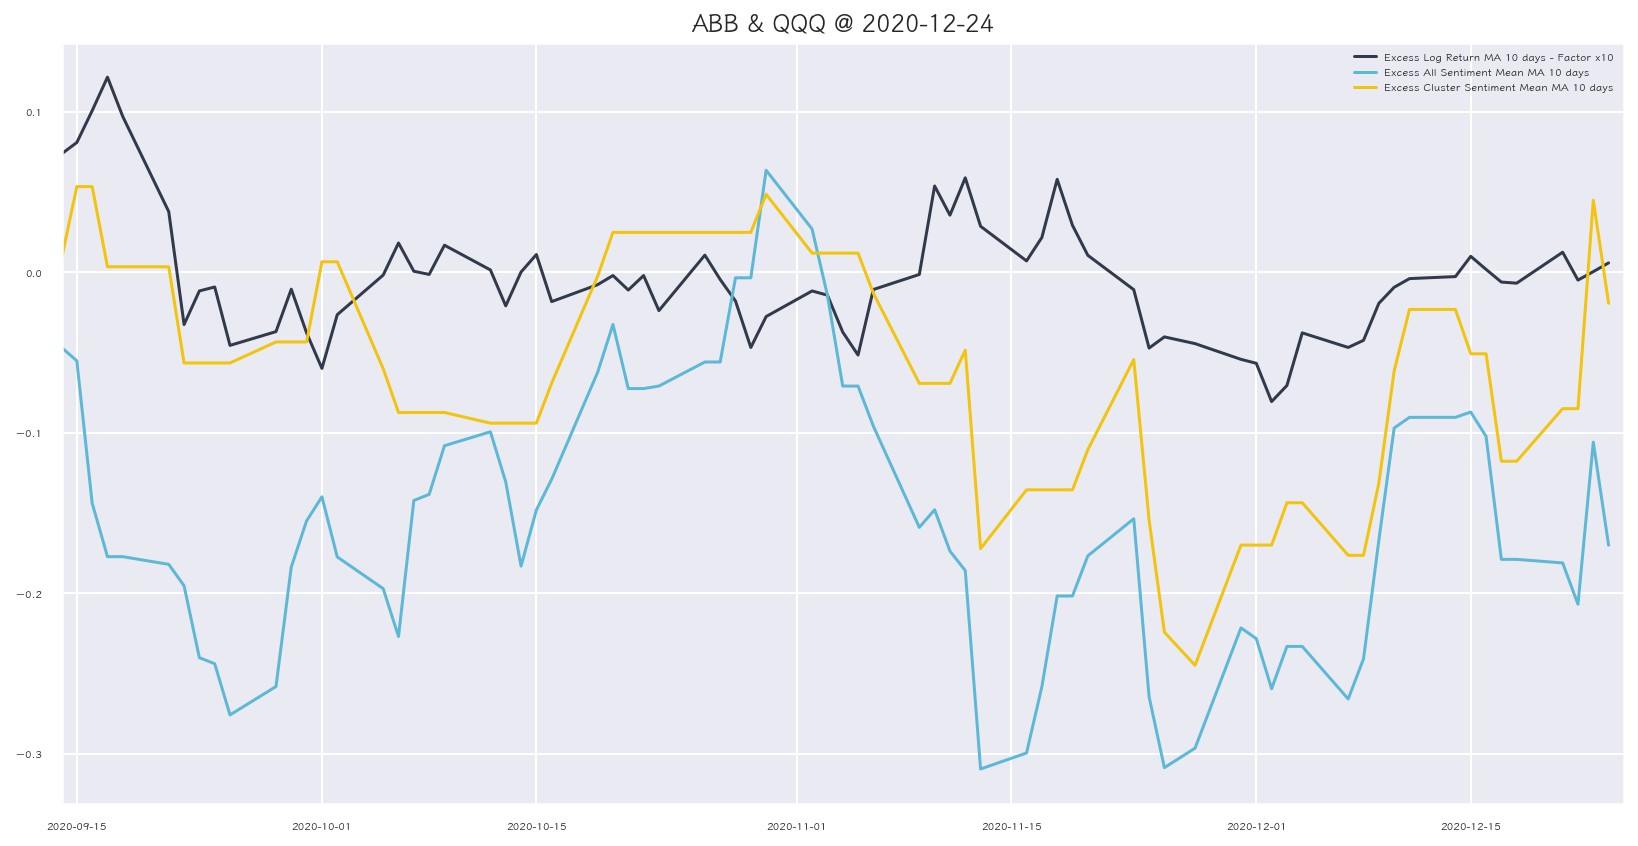 ABB & QQQ @ 2020-12-24
Excess Log Return MA 10 days - Factor x10
Excess All Sentiment Mean MA 10 days
Excess Cluster Sentiment Mean MA 10 days
0.1
0.0
−0.1
−0.2
−0.3
2020-09-15 2020-10-01 2020-10-15 2020-11-01 2020-11-15 2020-12-01 2020-12-15